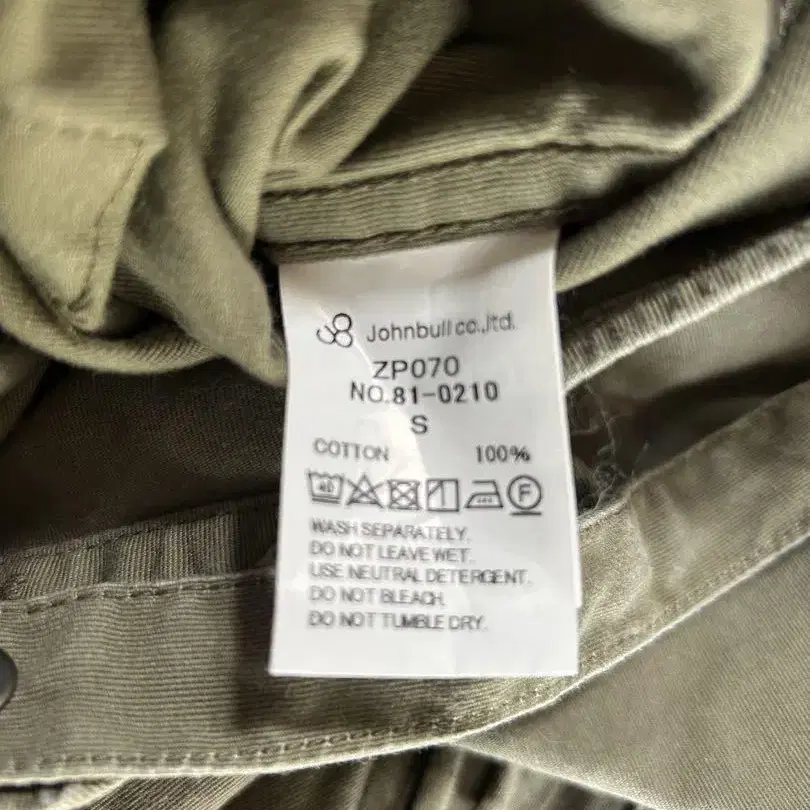 Johnbull co.,ltd.
ZP070
NO.81-0210
S
COTTON 100%
40 F
WASH SEPARATELY.
DO NOT LEAVE WET.
USE NEUTRAL DETERGENT.
DO NOT BLEACH.
DO NOT TUMBLE DRY.